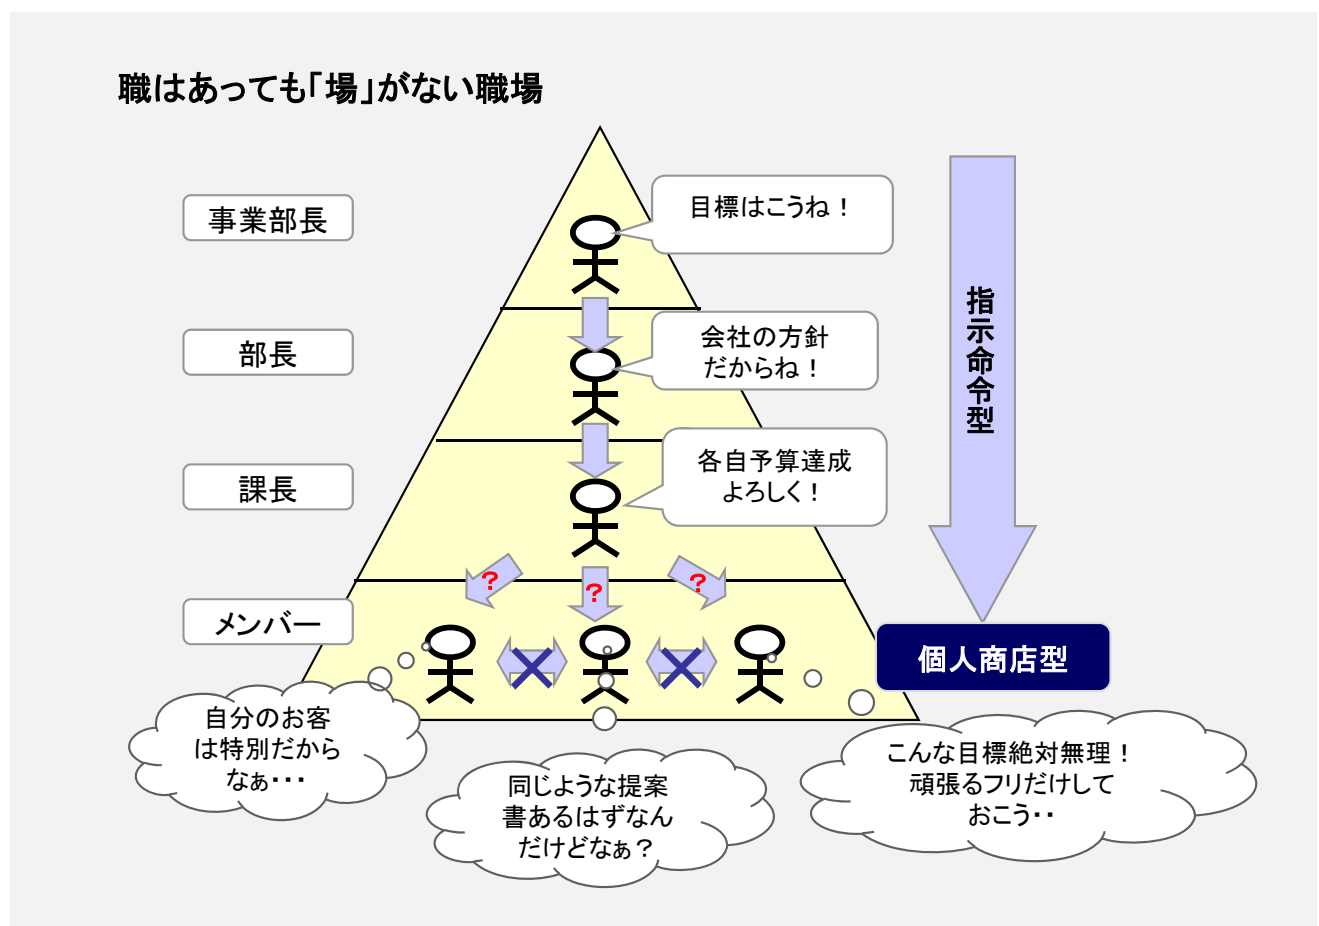 職はあっても「場」がない職場
事業部長
目標はこうね！
部長
会社の方針
だからね！
課長
各自予算達成
よろしく！
指示命令型
？
？
？
メンバー
個人商店型
自分のお客
は特別だから
なぁ・・・
同じような提案
書あるはずなん
だけどなぁ？
こんな目標絶対無理！
頑張るフリだけして
おこう・・